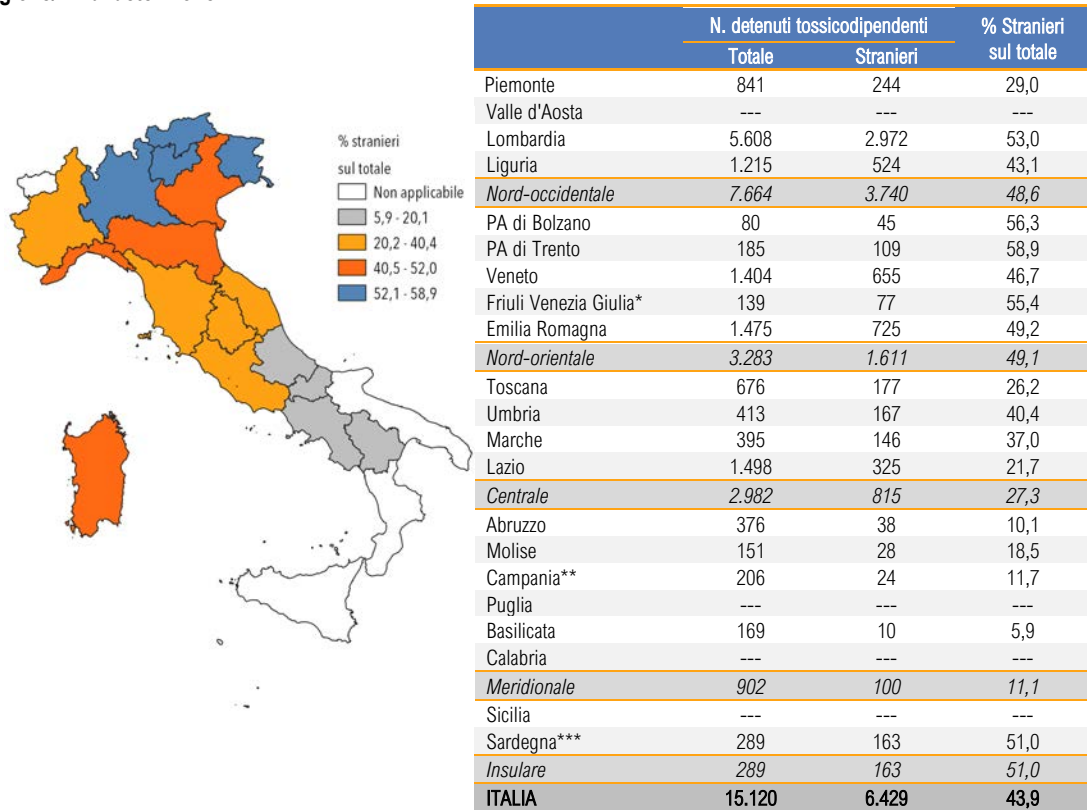 % stranieri
sul totale
Non applicabile
5,9 - 20,1
20,2 - 40,4
40,5 - 52,0
52,1 - 58,9
N. detenuti tossicodipendenti % Stranieri sul totale
Totale Stranieri
Piemonte 841 244 29,0
Valle d'Aosta --- --- ---
Lombardia 5.608 2.972 53,0
Liguria 1.215 524 43,1
Nord-occidentale 7.664 3.740 48,6
PA di Bolzano 80 45 56,3
PA di Trento 185 109 58,9
Veneto 1.404 655 46,7
Friuli Venezia Giulia* 139 77 55,4
Emilia Romagna 1.475 725 49,2
Nord-orientale 3.283 1.611 49,1
Toscana 676 177 26,2
Umbria 413 167 40,4
Marche 395 146 37,0
Lazio 1.498 325 21,7
Centrale 2.982 815 27,3
Abruzzo 376 38 10,1
Molise 151 28 18,5
Campania** 206 24 11,7
Puglia --- --- ---
Basilicata 169 10 5,9
Calabria --- --- ---
Meridionale 902 100 11,1
Sicilia --- --- ---
Sardegna*** 289 163 51,0
Insulare 289 163 51,0
ITALIA 15.120 6.429 43,9